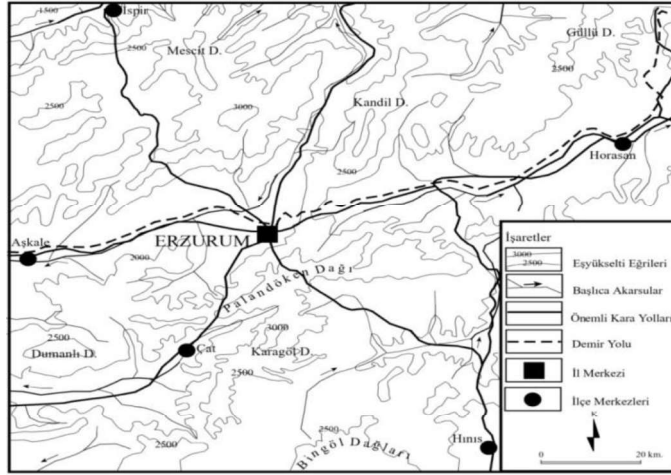 1500
İspir
2500
Mescit D.
Güllü D.
2500
2500
3000
Kandil D.
2500
2500
Horasan
ERZURUM
Aşkale
2000
Palandöken Dağı
3000
2500
Dumanlı D.
Çat
Karagöl D.
2500
2500
Bingöl Dağları
2500
Hınıs
İşaretler
3000
2500
Eşyükselti Eğrileri
Başlıca Akarsular
Önemli Kara Yolları
Demir Yolu
İl Merkezi
İlçe Merkezleri
K
0
20 km.